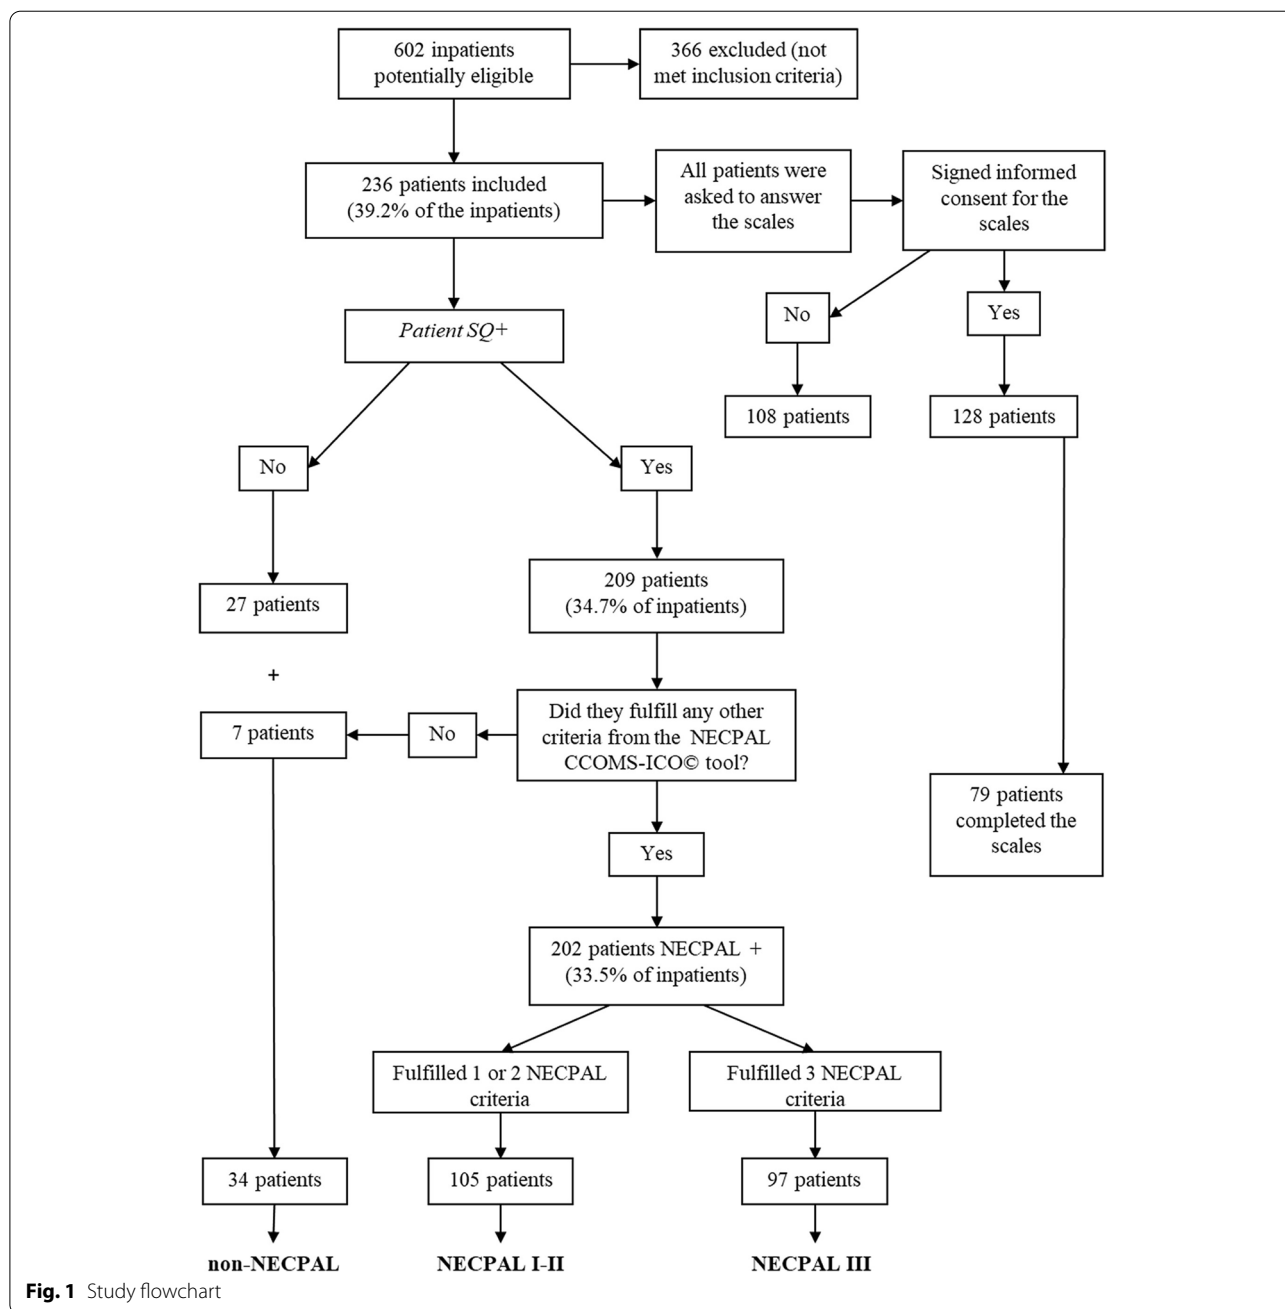 602 inpatients
potentially eligible
366 excluded (not
met inclusion criteria)
236 patients included
(39.2% of the inpatients)
All patients were
asked to answer
the scales
Signed informed
consent for the
scales
No
Yes
108 patients
128 patients
79 patients
completed the
scales
Patient SQ+
No
Yes
27 patients
209 patients
(34.7% of inpatients)
+
7 patients
No
Did they fulfill any other
criteria from the NECPAL
CCOMS-ICO© tool?
Yes
202 patients NECPAL +
(33.5% of inpatients)
Fulfilled 1 or 2 NECPAL
criteria
Fulfilled 3 NECPAL
criteria
34 patients
105 patients
97 patients
non-NECPAL
NECPAL I-II
NECPAL III
Fig. 1 Study flowchart